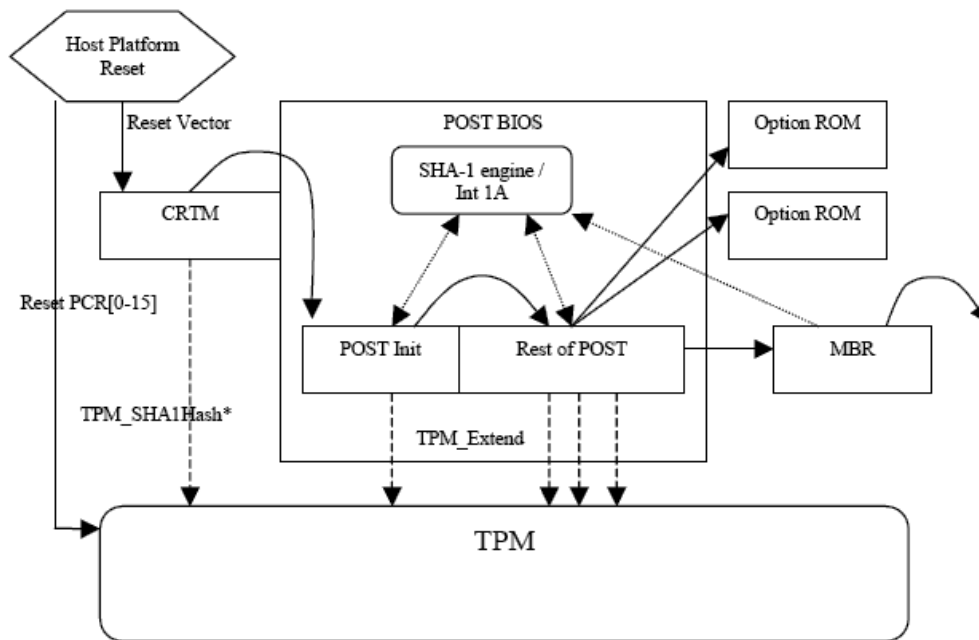 Host Platform
Reset
Reset Vector
POST BIOS
Option ROM
SHA-1 engine /
Int 1A
CRTM
Option ROM
Reset PCR[0-15]
POST Init
Rest of POST
MBR
TPM_SHA1Hash*
TPM_Extend
TPM